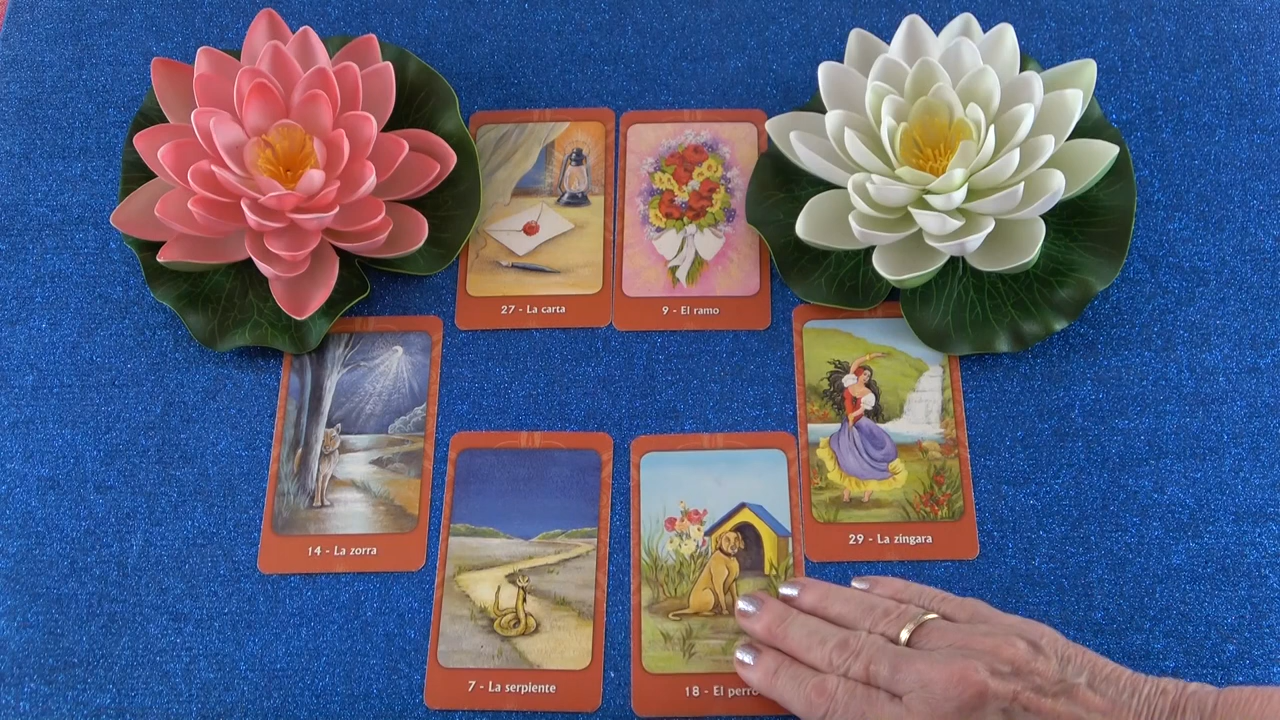 27 - La carta
9 - El ramo
14 - La zorra
29 - La zíngara
7 - La serpiente
18 - El perro